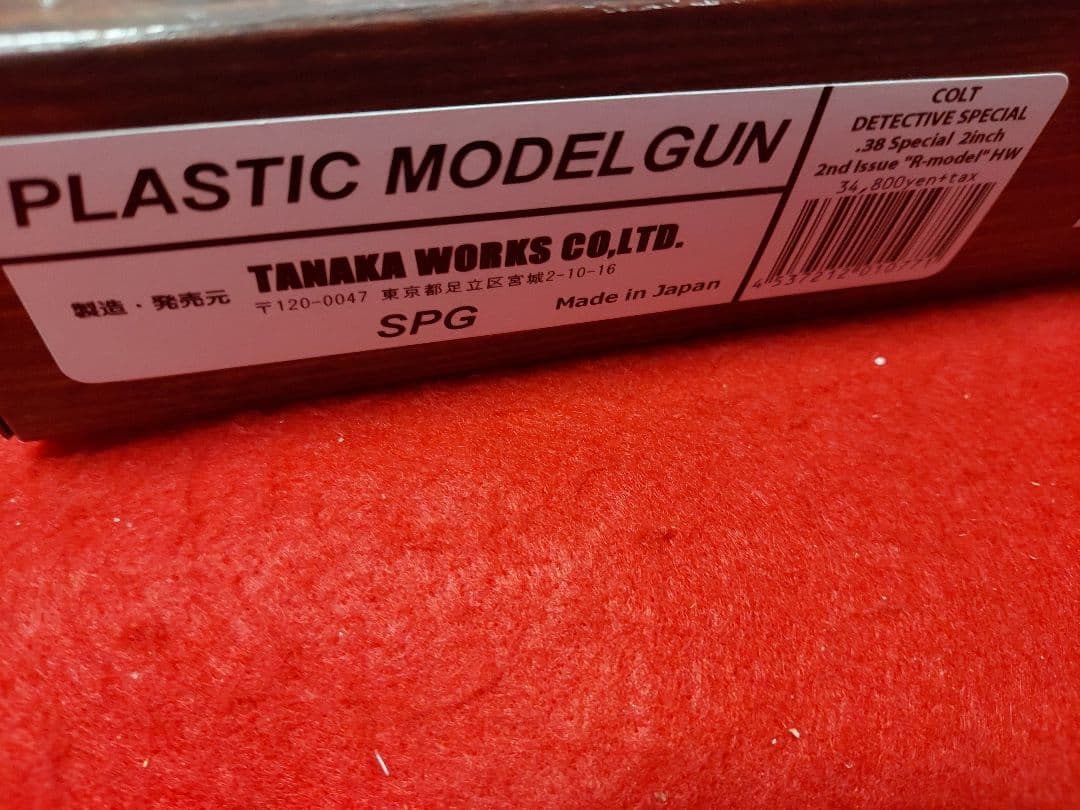 PLASTIC MODELGUN
製造・発売元
TANAKA WORKS CO,LTD.
〒120-0047 東京都足立区宮城2-10-16
SPG
Made in Japan
COLT
DETECTIVE SPECIAL
.38 Special 2inch
2nd Issue "R-model" HW
34,800yen+tax